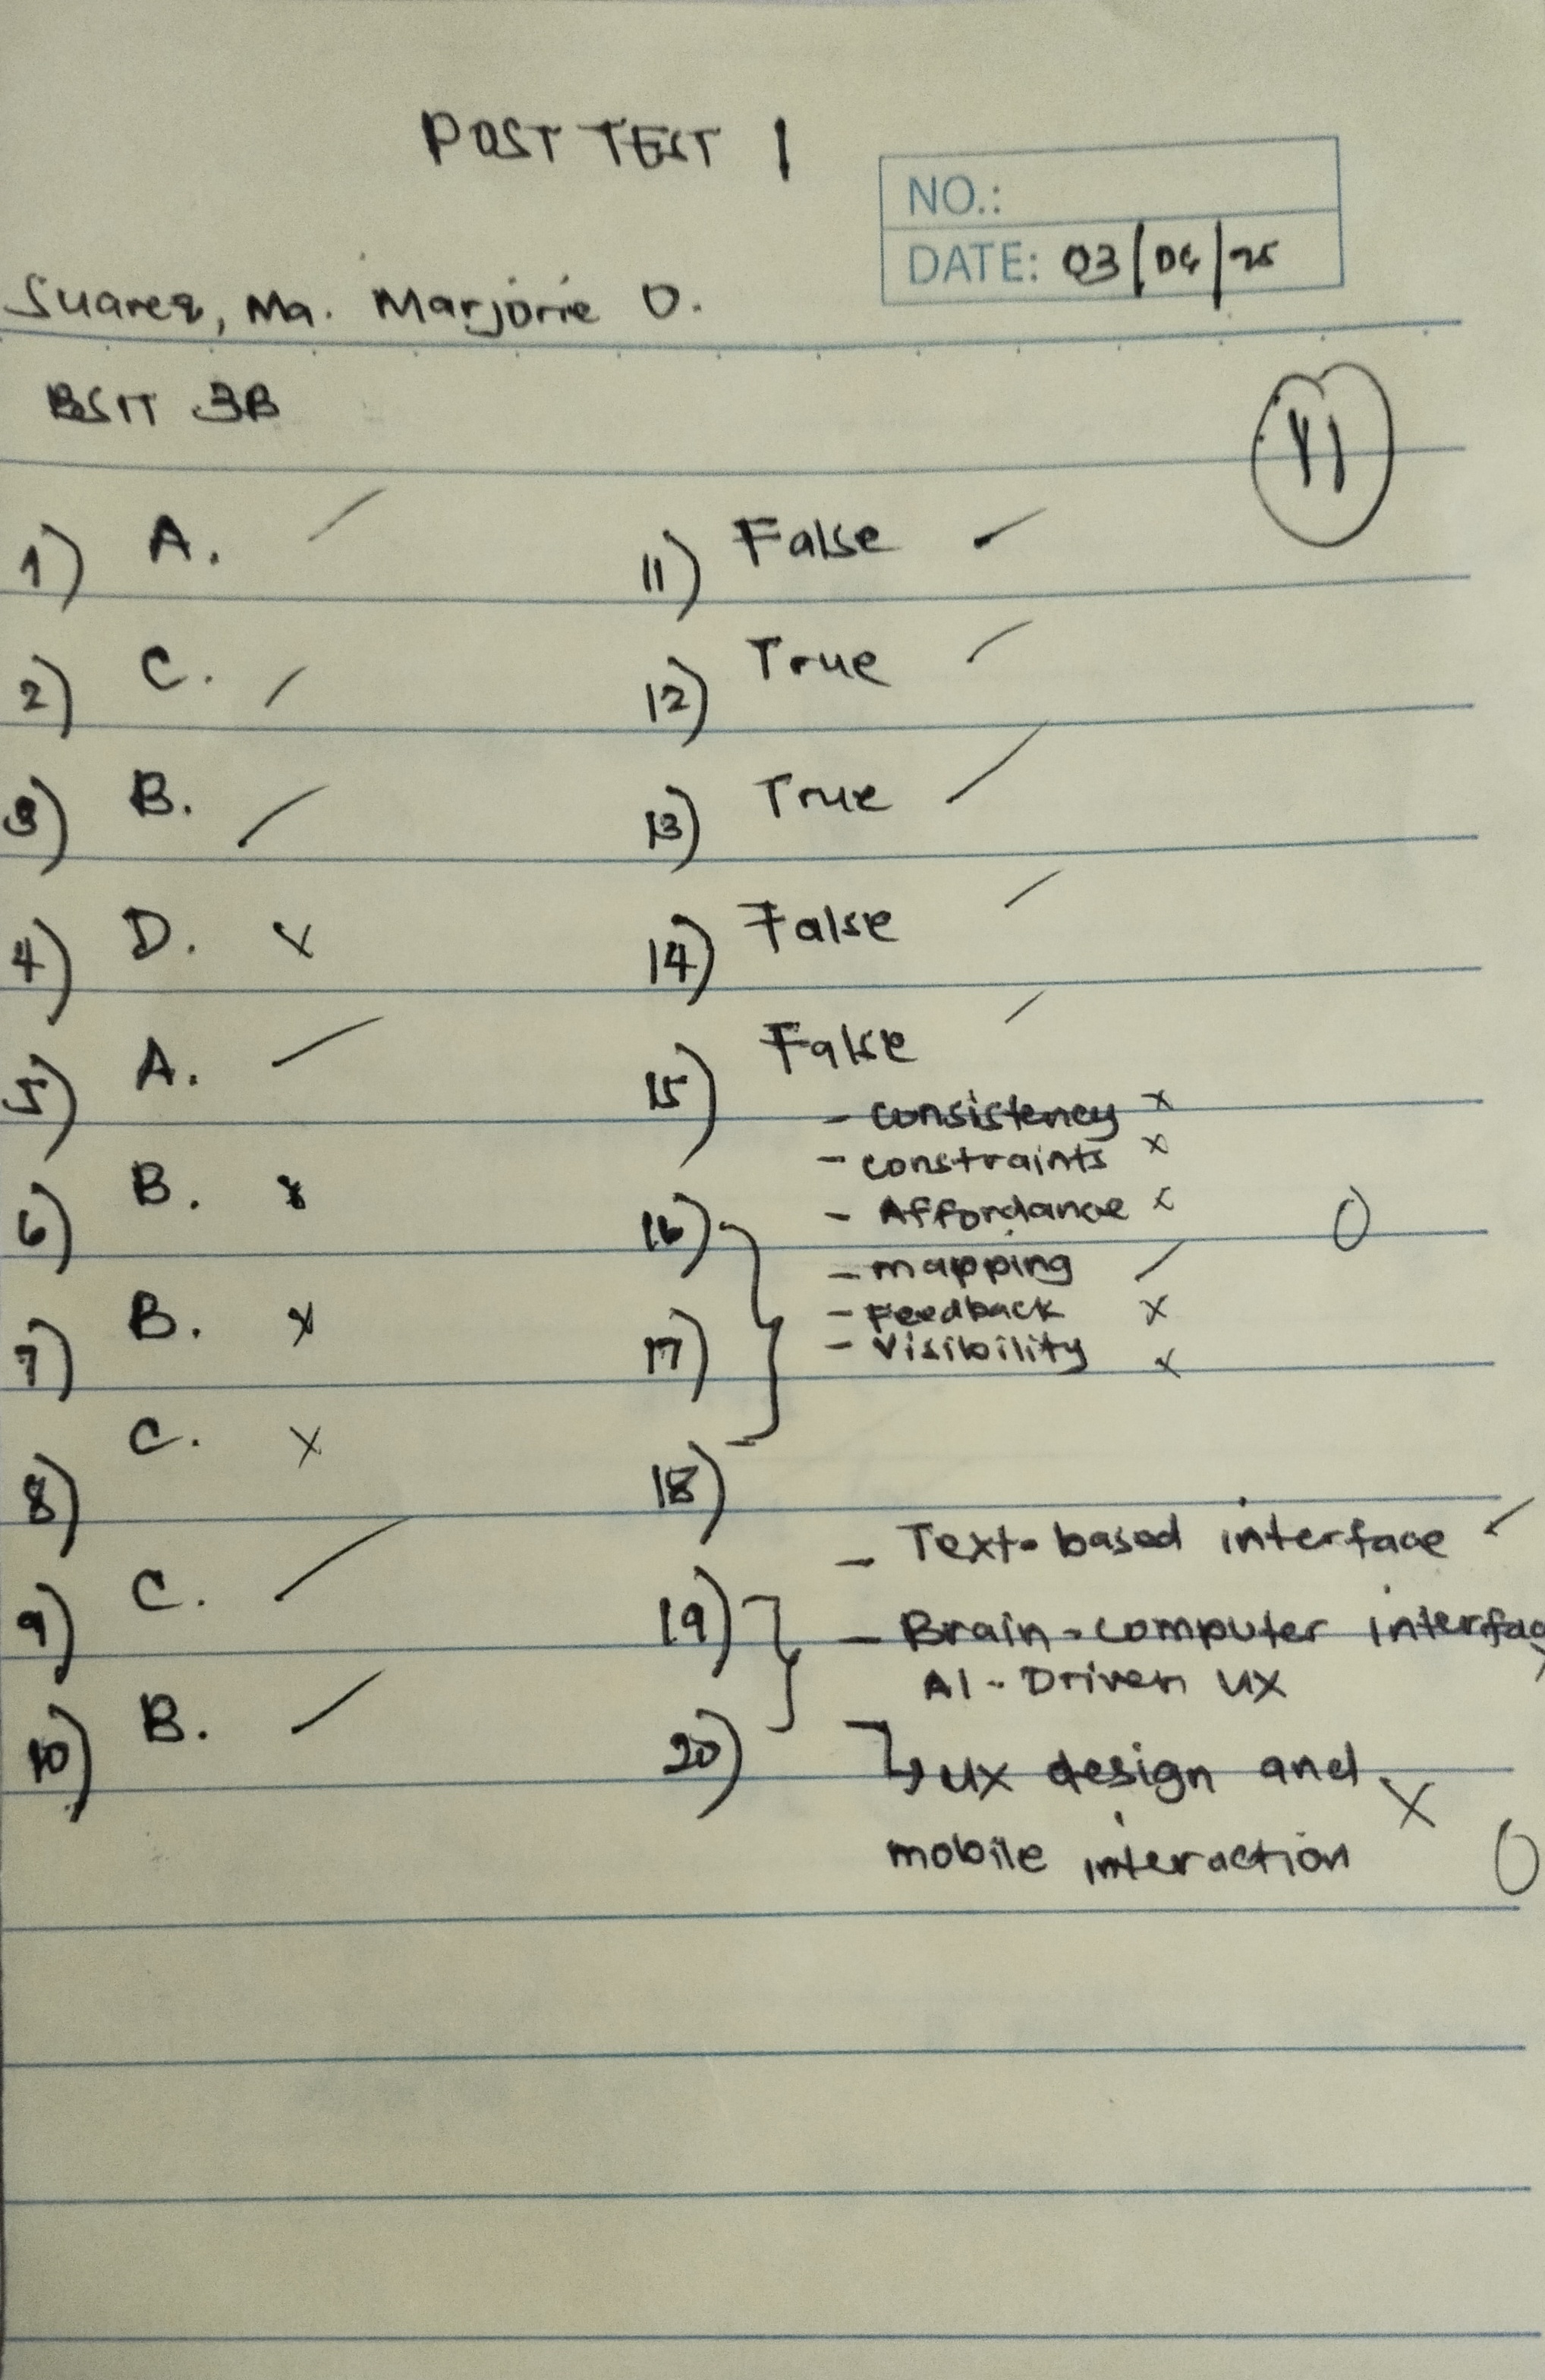 POST TEST 1
NO.:
DATE: 03/04/25
Suarez, Ma. Marjorie O.
BSIT 3B
11
1) A.
2) C.
3) B.
4) D. x
5) A.
6) B. x
7) B. x
8) C. x
9) C.
10) B.
11) False
12) True
13) True
14) False
15) False
16)
17)
18)
- consistency x
- constraints x
- Affordance x
- mapping
- Feedback x
- Visibility x
0
19)
20)
- Text-based interface
- Brain-computer
AI-Driven UX
↳ UX design and x
mobile interaction
0